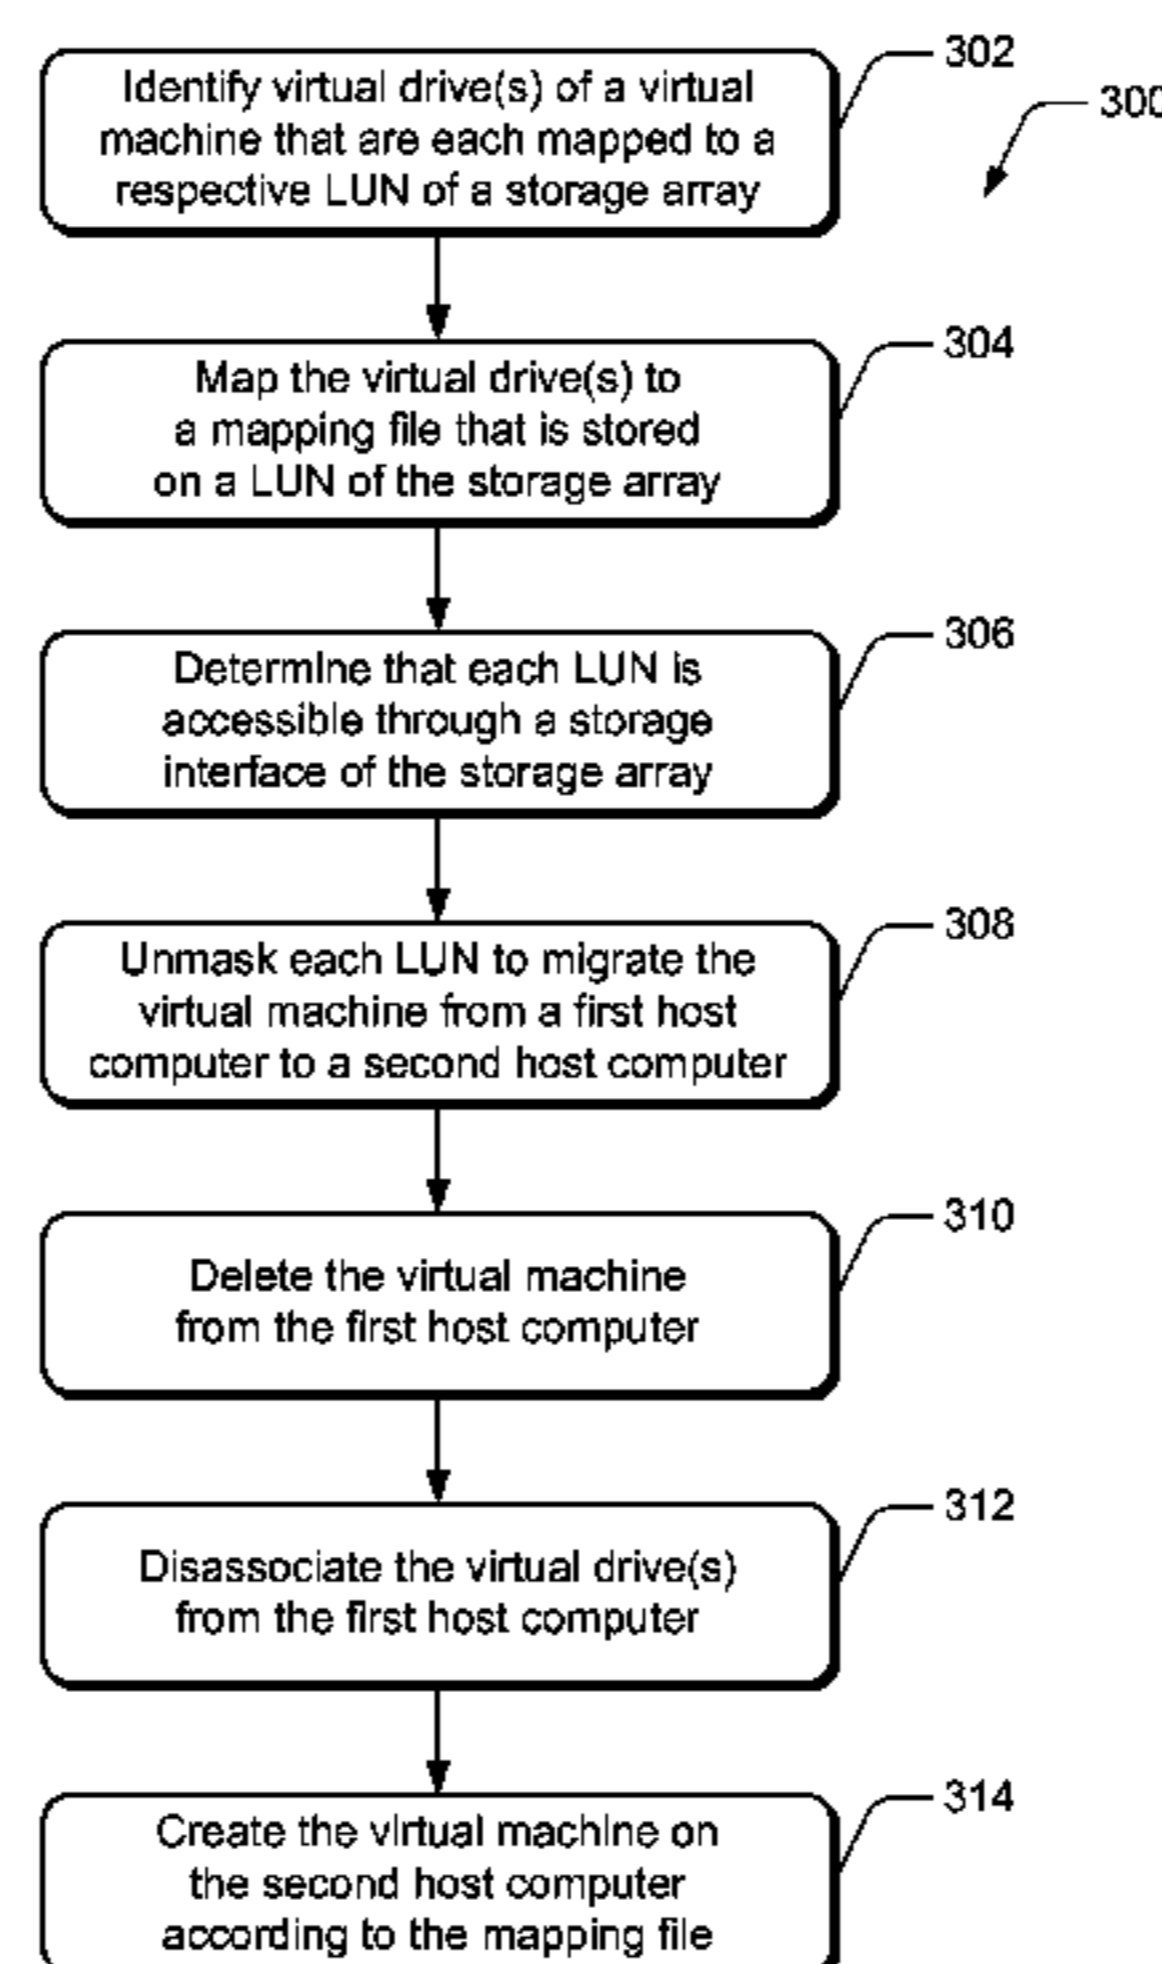 Identify virtual drive(s) of a virtual
machine that are each mapped to a
respective LUN of a storage array
302
300
Map the virtual drive(s) to
a mapping file that is stored
on a LUN of the storage array
304
Determine that each LUN is
accessible through a storage
interface of the storage array
306
Unmask each LUN to migrate the
virtual machine from a first host
computer to a second host computer
308
Delete the virtual machine
from the first host computer
310
Disassociate the virtual drive(s)
from the first host computer
312
Create the virtual machine on
the second host computer
according to the mapping file
314